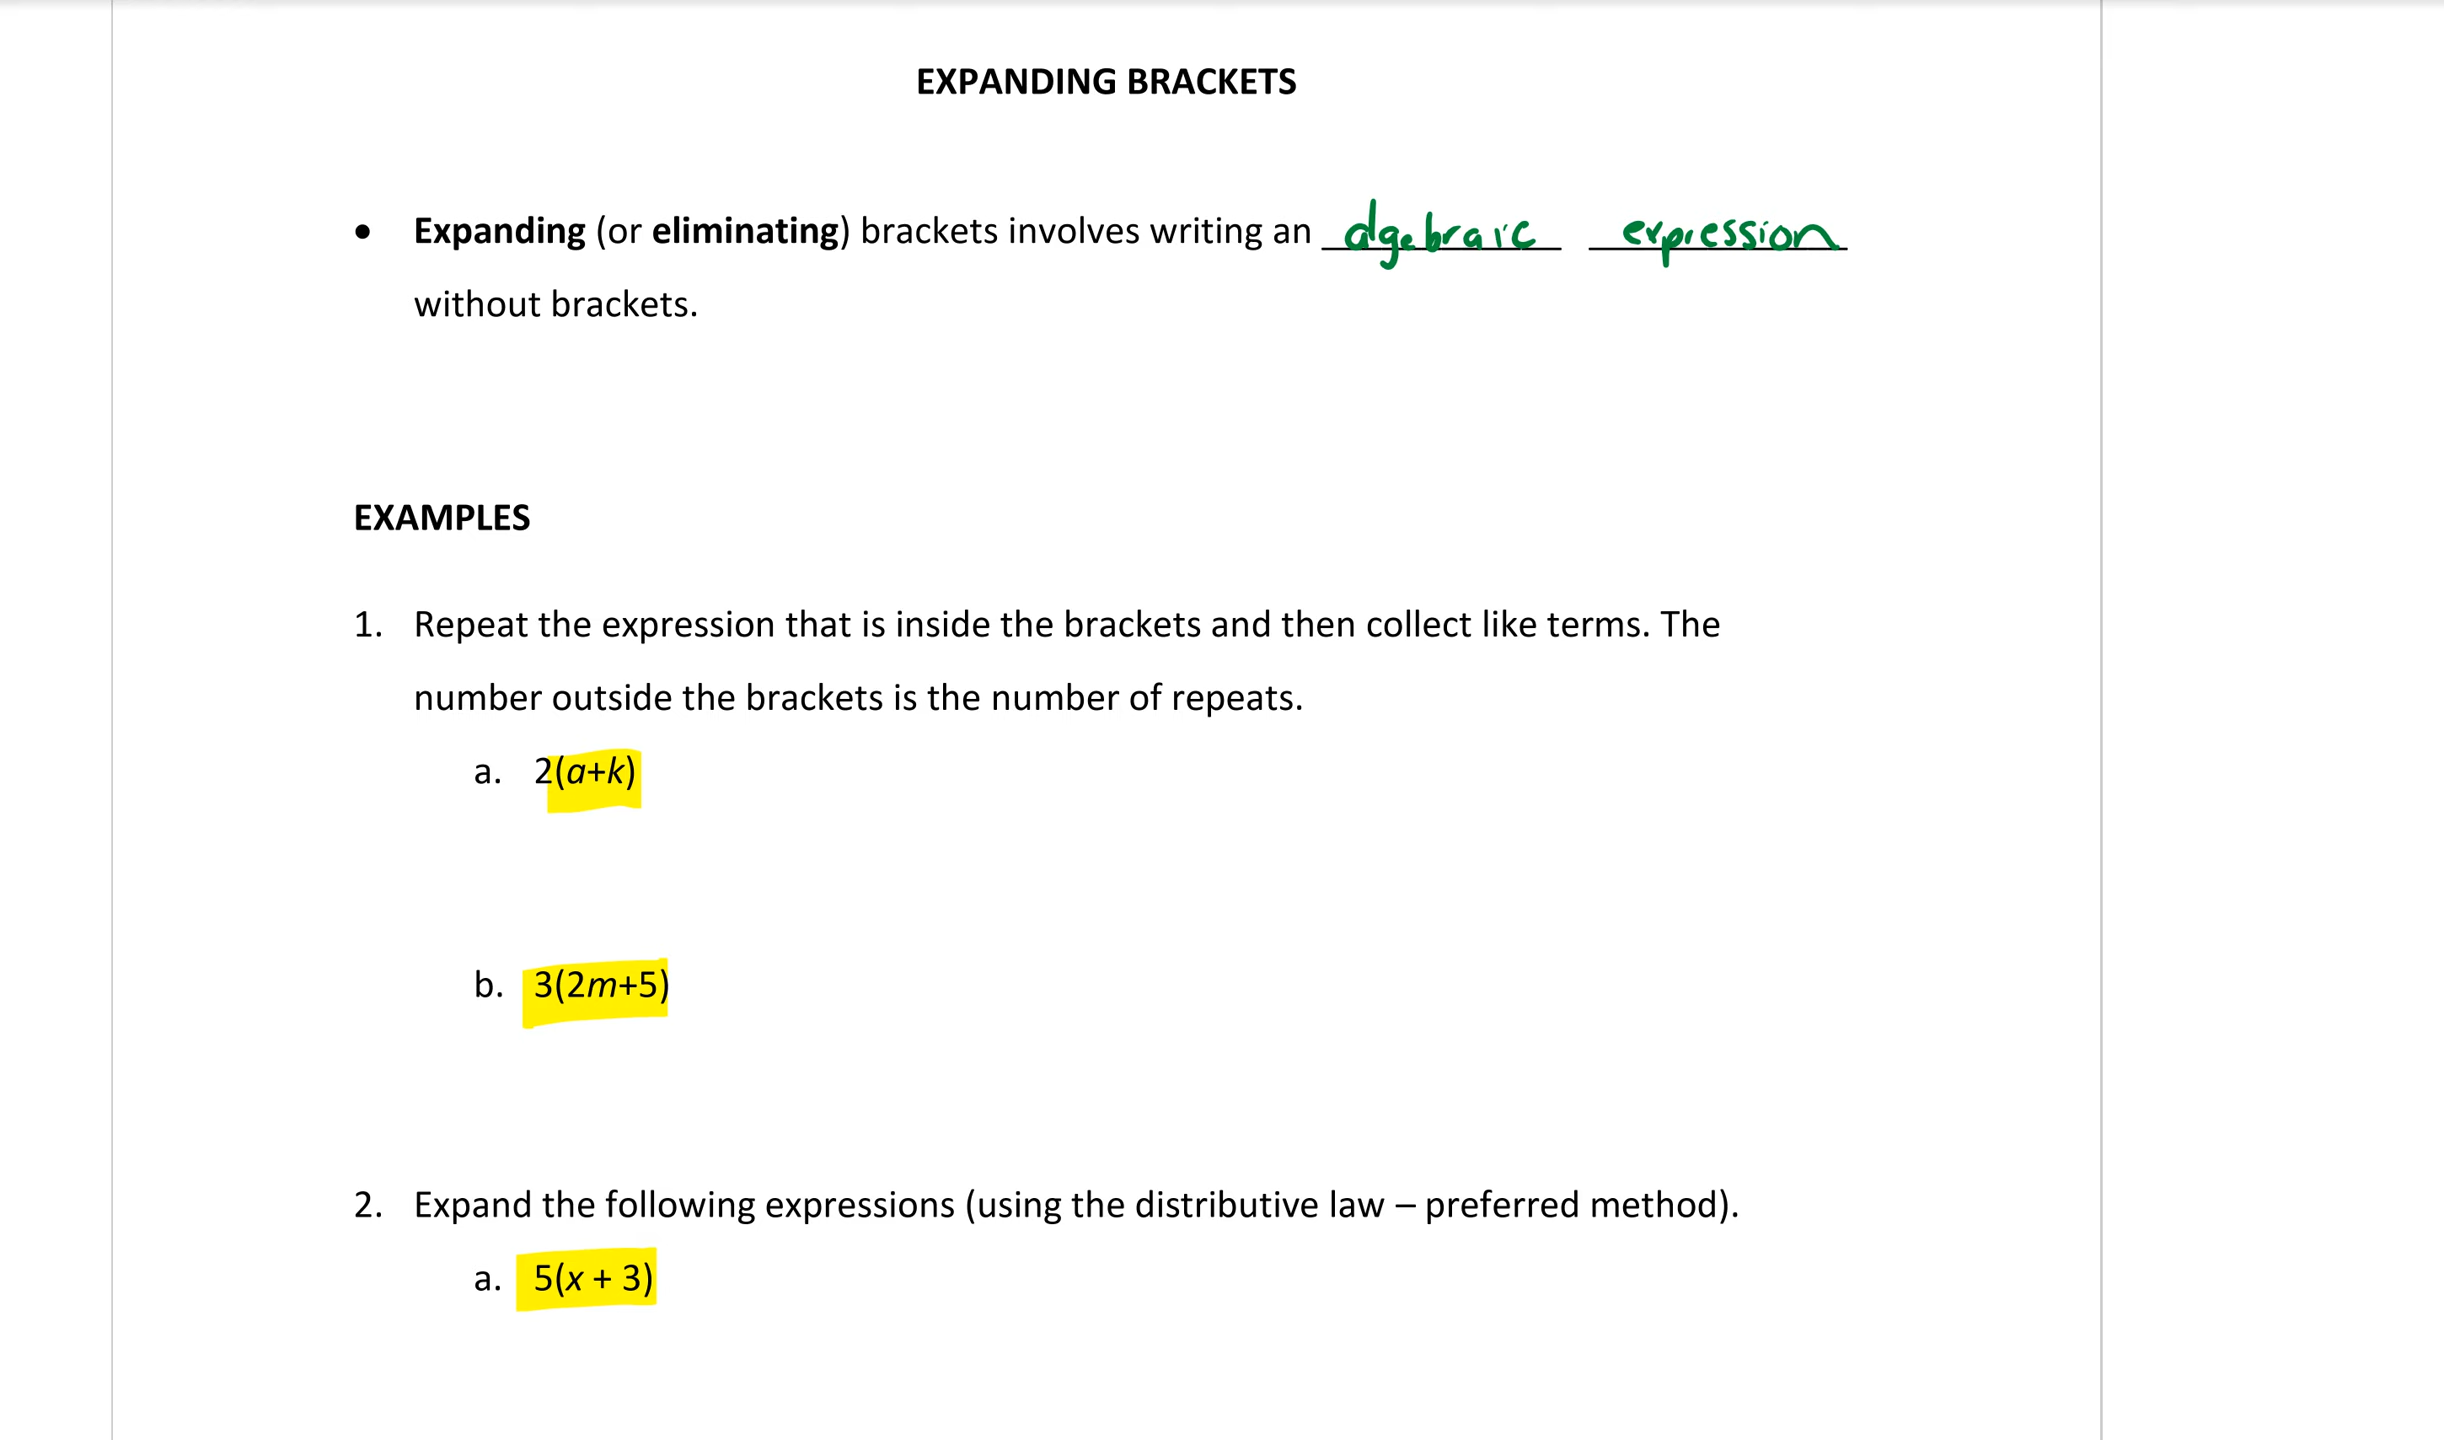 EXPANDING BRACKETS
• Expanding (or eliminating) brackets involves writing an algebraic expression
without brackets.
EXAMPLES
1. Repeat the expression that is inside the brackets and then collect like terms. The
number outside the brackets is the number of repeats.
a. 2(a+k)
b. 3(2m+5)
2. Expand the following expressions (using the distributive law – preferred method).
a. 5(x + 3)